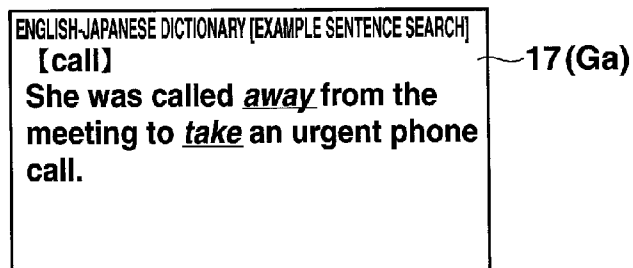 ENGLISH-JAPANESE DICTIONARY [EXAMPLE SENTENCE SEARCH]
【call】
She was called away from the
meeting to take an urgent phone
call.
17(Ga)